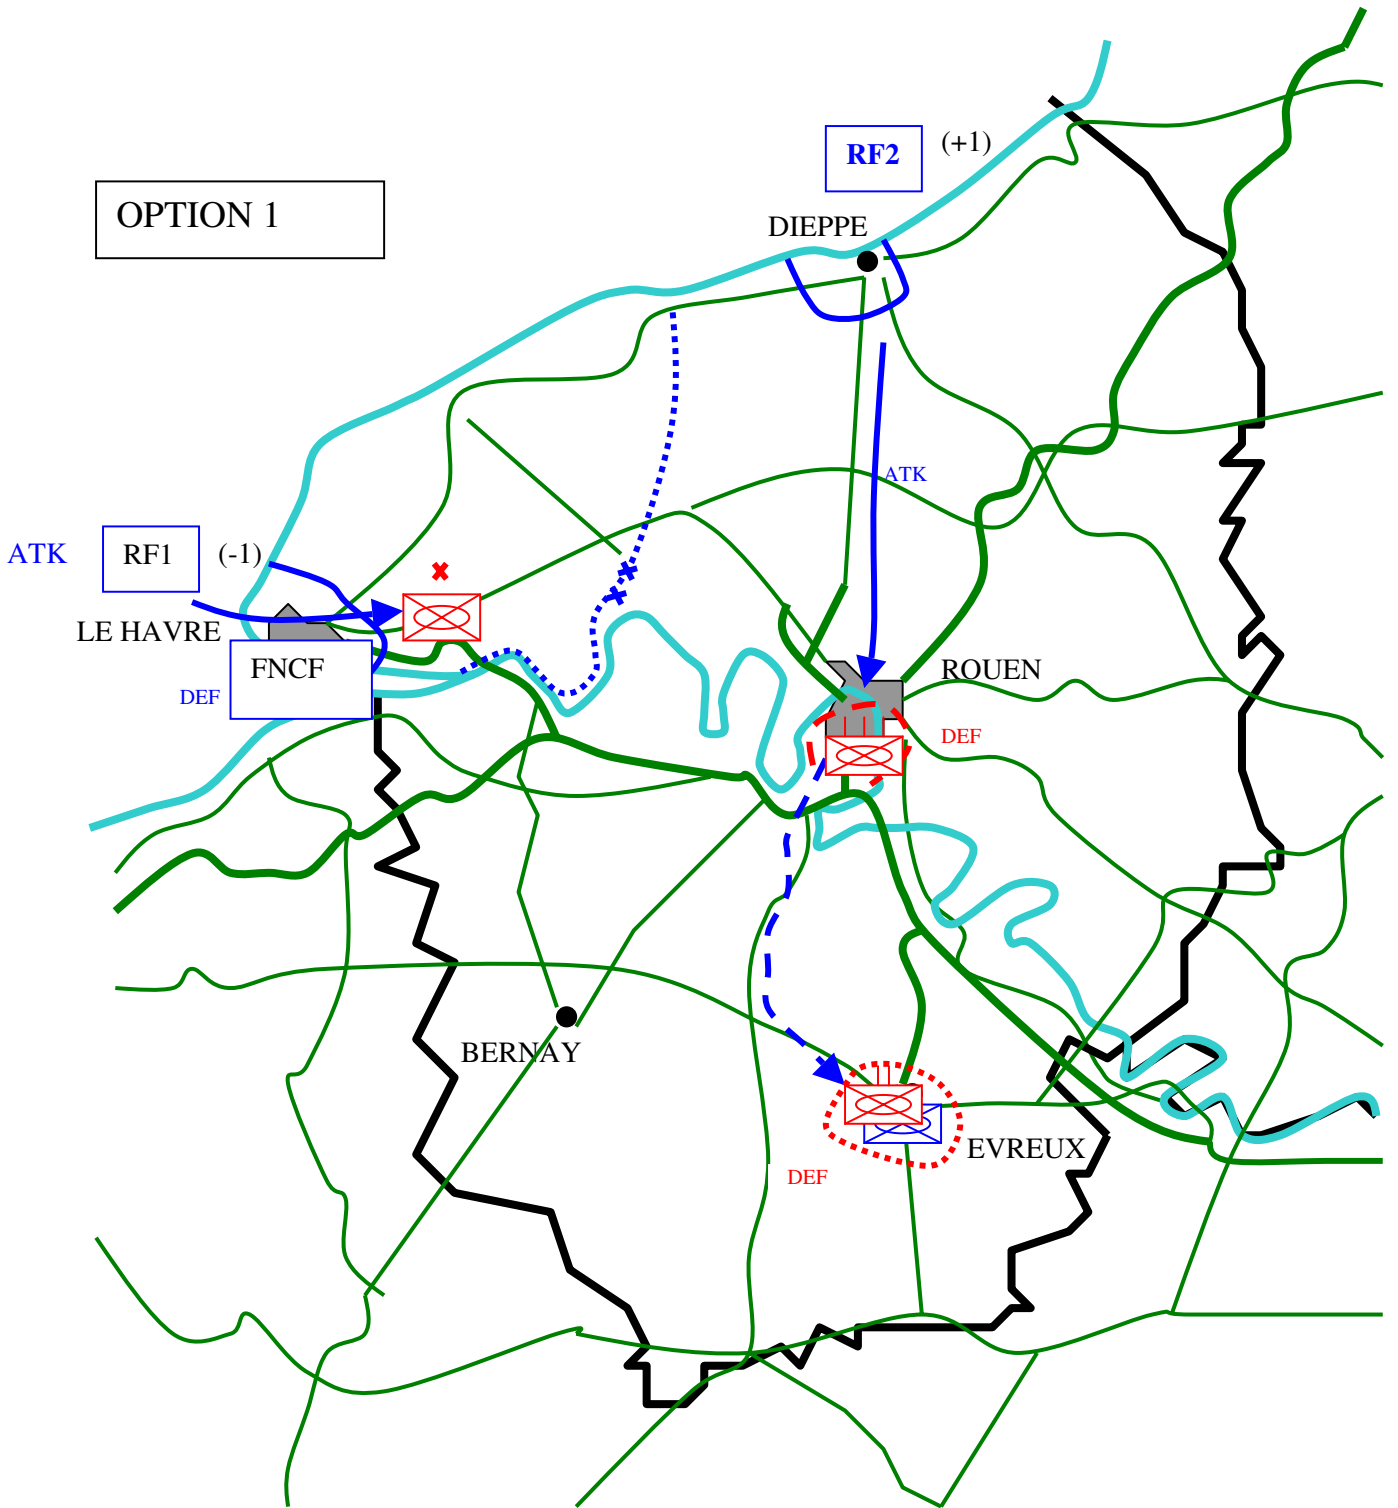 RF2 (+1)
OPTION 1
DIEPPE
ATK
ATK RF1 (-1)
LE HAVRE
FNCF
DEF
ROUEN
DEF
BERNAY
EVREUX
DEF